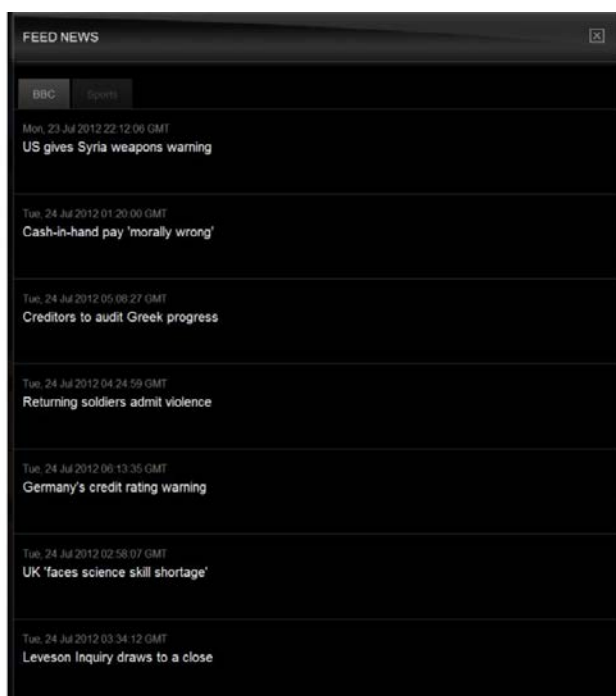 FEED NEWS
BBC Sports
Mon, 23 Jul 2012 22:12:06 GMT
US gives Syria weapons warning
Tue, 24 Jul 2012 01:20:00 GMT
Cash-in-hand pay 'morally wrong'
Tue, 24 Jul 2012 05:08:27 GMT
Creditors to audit Greek progress
Tue, 24 Jul 2012 04:24:59 GMT
Returning soldiers admit violence
Tue, 24 Jul 2012 06:13:35 GMT
Germany's credit rating warning
Tue, 24 Jul 2012 02:58:07 GMT
UK 'faces science skill shortage'
Tue, 24 Jul 2012 03:34:12 GMT
Leveson Inquiry draws to a close